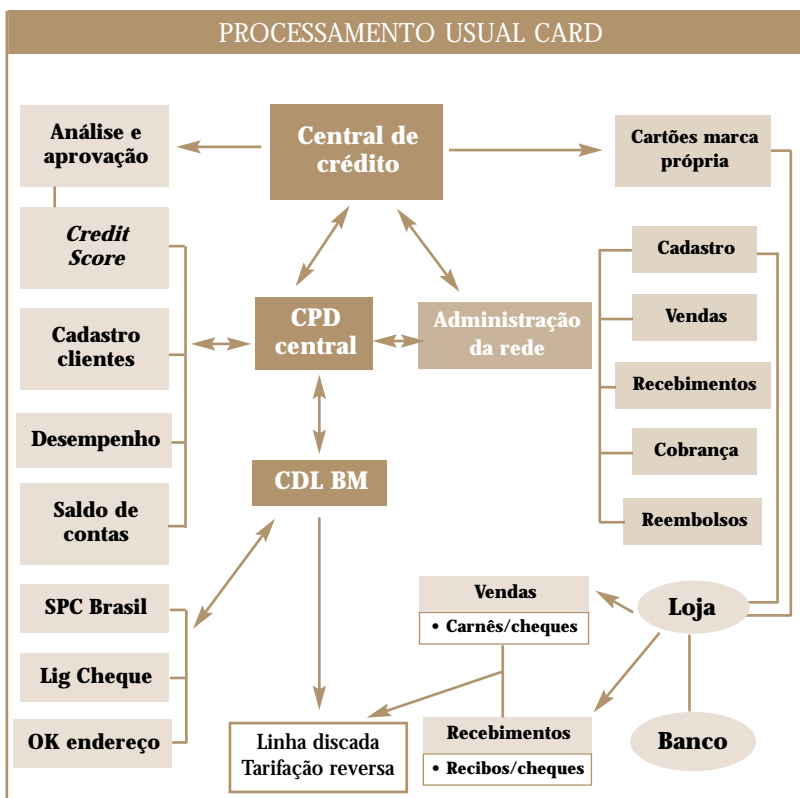 PROCESSAMENTO USUAL CARD
Análise e
aprovação
Central de
crédito
Cartões marca
própria
Credit
Score
Cadastro
Cadastro
clientes
CPD
central
Administração
da rede
Vendas
Recebimentos
Desempenho
Cobrança
CDL BM
Saldo de
contas
Reembolsos
SPC Brasil
Vendas
• Carnês/cheques
Loja
Lig Cheque
OK endereço
Linha discada
Tarifação reversa
Recebimentos
• Recibos/cheques
Banco